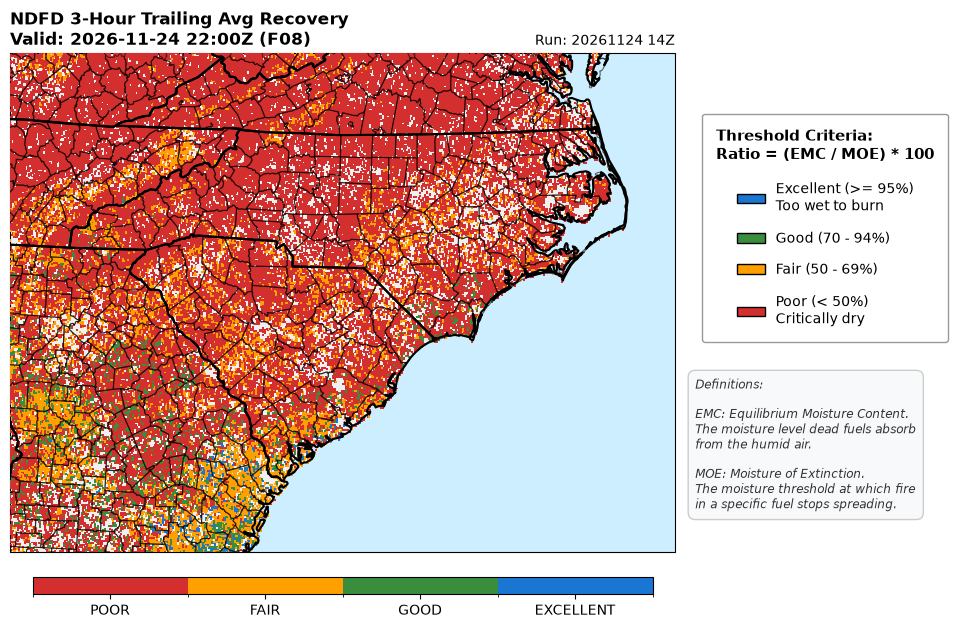 NDFD 3-Hour Trailing Avg Recovery
Valid: 2026-11-24 22:00Z (F08)
Run: 20261124 14Z
Threshold Criteria:
Ratio = (EMC / MOE) * 100
Excellent (>= 95%)
Too wet to burn
Good (70 - 94%)
Fair (50 - 69%)
Poor (< 50%)
Critically dry
Definitions:
EMC: Equilibrium Moisture Content.
The moisture level dead fuels absorb
from the humid air.
MOE: Moisture of Extinction.
The moisture threshold at which fire
in a specific fuel stops spreading.
POOR
FAIR
GOOD
EXCELLENT